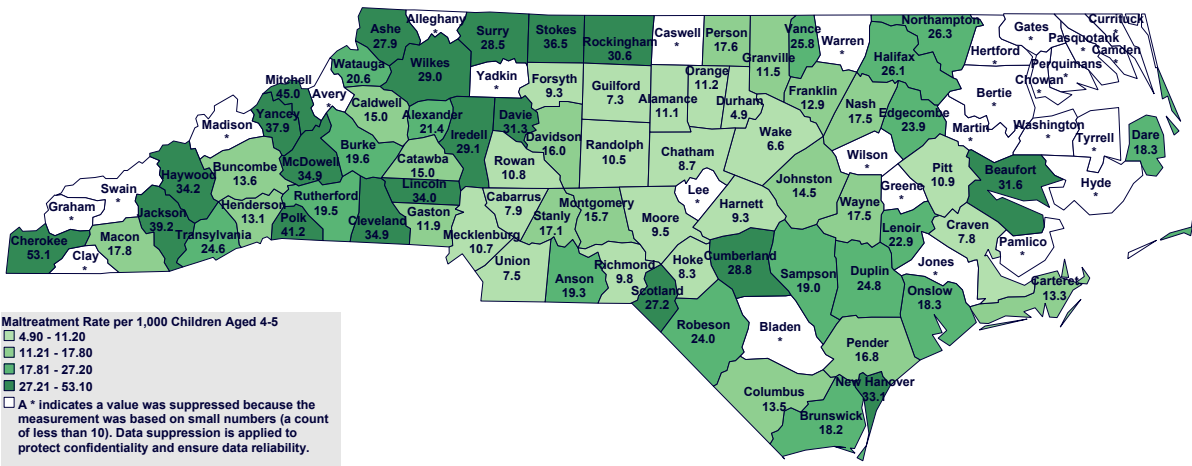 Ashe
27.9
Alleghany
*
Surry
28.5
Stokes
36.5
Rockingham
30.6
Caswell
*
Person
17.6
Granville
11.5
Vance
25.8
Warren
*
Northampton
26.3
Halifax
26.1
Hertford
*
Gates
*
Currituck
*
Pasquotank
*
Camden
*
Perquimans
*
Chowan
*
Bertie
*
Watauga
20.6
Wilkes
29.0
Yadkin
*
Forsyth
9.3
Guilford
7.3
Alamance
11.1
Orange
11.2
Durham
4.9
Franklin
12.9
Nash
17.5
Edgecombe
23.9
Martin
*
Washington
*
Tyrrell
*
Dare
18.3
Mitchell
45.0
Avery
*
Caldwell
15.0
Alexander
21.4
Iredell
29.1
Davie
31.3
Davidson
16.0
Randolph
10.5
Chatham
8.7
Wake
6.6
Wilson
*
Pitt
10.9
Beaufort
31.6
Hyde
*
Madison
*
Yancey
37.9
McDowell
34.9
Burke
19.6
Catawba
15.0
Rowan
10.8
Lee
*
Johnston
14.5
Greene
*
Haywood
34.2
Buncombe
13.6
Rutherford
19.5
Lincoln
34.0
Cabarrus
7.9
Stanly
17.1
Montgomery
15.7
Moore
9.5
Harnett
9.3
Wayne
17.5
Lenoir
22.9
Craven
7.8
Pamlico
*
Swain
*
Graham
*
Jackson
39.2
Henderson
13.1
Polk
41.2
Cleveland
34.9
Gaston
11.9
Mecklenburg
10.7
Cherokee
53.1
Clay
*
Macon
17.8
Transylvania
24.6
Union
7.5
Anson
19.3
Richmond
9.8
Scotland
27.2
Hoke
8.3
Cumberland
28.8
Sampson
19.0
Duplin
24.8
Jones
*
Onslow
18.3
Carteret
13.3
Robeson
24.0
Bladen
*
Pender
16.8
Columbus
13.5
New Hanover
33.1
Brunswick
18.2
Maltreatment Rate per 1,000 Children Aged 4-5
4.90 - 11.20
11.21 - 17.80
17.81 - 27.20
27.21 - 53.10
A * indicates a value was suppressed because the
measurement was based on small numbers (a count
of less than 10). Data suppression is applied to
protect confidentiality and ensure data reliability.